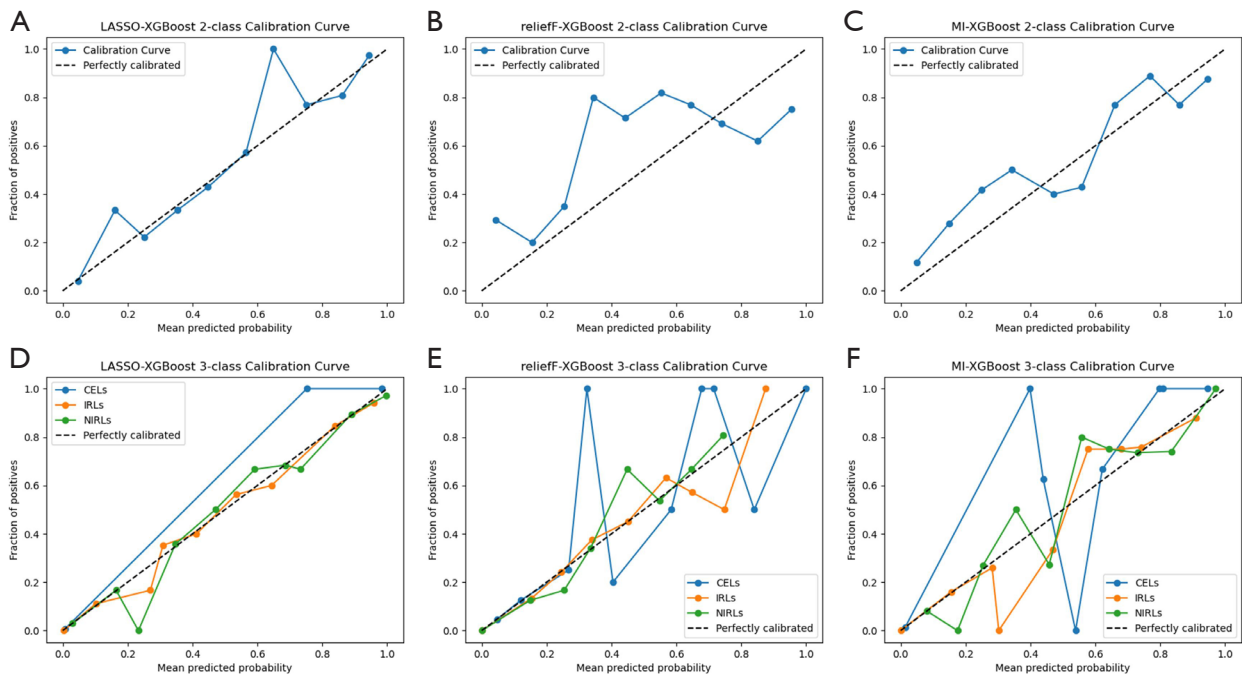 A
LASSO-XGBoost 2-class Calibration Curve
1.0
0.8
0.6
0.4
0.2
0.0
Fraction of positives
Calibration Curve
Perfectly calibrated
0.0 0.2 0.4 0.6 0.8 1.0
Mean predicted probability
B
reliefF-XGBoost 2-class Calibration Curve
1.0
0.8
0.6
0.4
0.2
0.0
Fraction of positives
Calibration Curve
Perfectly calibrated
0.0 0.2 0.4 0.6 0.8 1.0
Mean predicted probability
C
MI-XGBoost 2-class Calibration Curve
1.0
0.8
0.6
0.4
0.2
0.0
Fraction of positives
Calibration Curve
Perfectly calibrated
0.0 0.2 0.4 0.6 0.8 1.0
Mean predicted probability
D
LASSO-XGBoost 3-class Calibration Curve
1.0
0.8
0.6
0.4
0.2
0.0
Fraction of positives
CELs
IRLs
NIRLs
Perfectly calibrated
0.0 0.2 0.4 0.6 0.8 1.0
Mean predicted probability
E
reliefF-XGBoost 3-class Calibration Curve
1.0
0.8
0.6
0.4
0.2
0.0
Fraction of positives
CELs
IRLs
NIRLs
Perfectly calibrated
0.0 0.2 0.4 0.6 0.8 1.0
Mean predicted probability
F
MI-XGBoost 3-class Calibration Curve
1.0
0.8
0.6
0.4
0.2
0.0
Fraction of positives
CELs
IRLs
NIRLs
Perfectly calibrated
0.0 0.2 0.4 0.6 0.8 1.0
Mean predicted probability